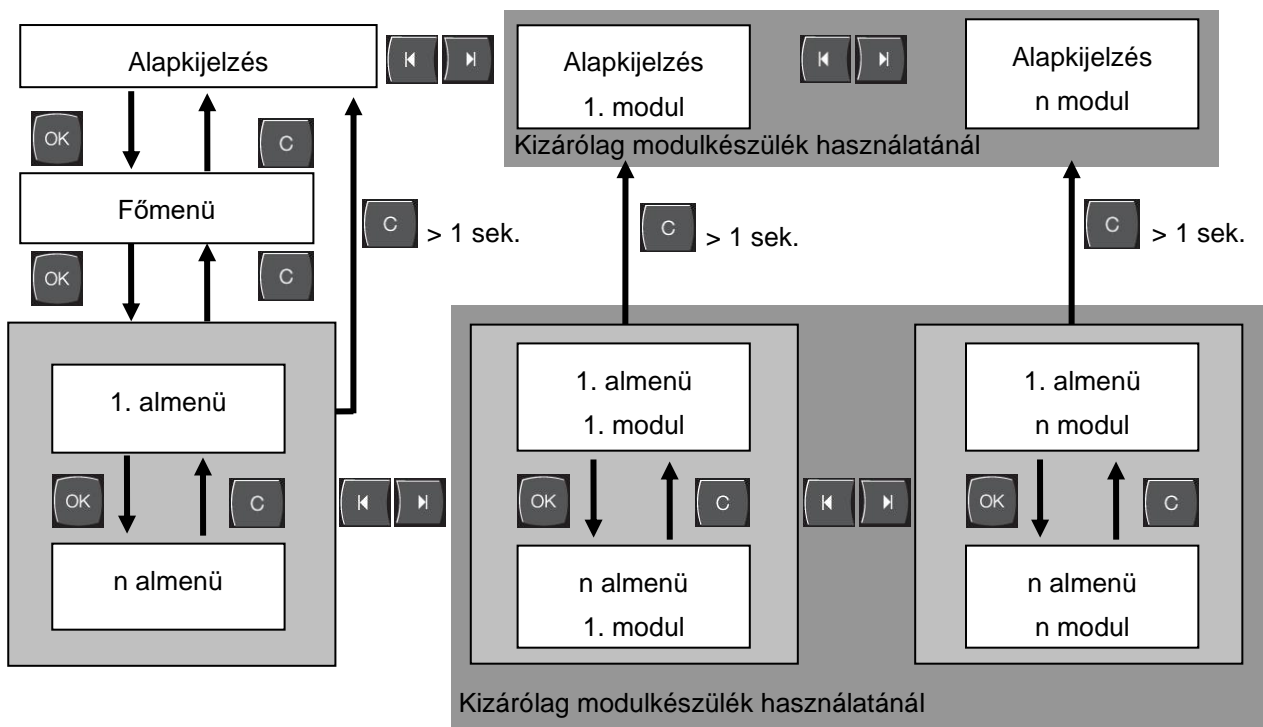 Alapkijelzés
Alapkijelzés
1. modul
Alapkijelzés
n modul
Kizárólag modulkészülék használatánál
OK
C
Főmenü
C
> 1 sek.
C
> 1 sek.
C
> 1 sek.
OK
C
1. almenü
1. almenü
1. modul
1. almenü
n modul
OK
C
OK
C
OK
C
n almenü
n almenü
1. modul
n almenü
n modul
Kizárólag modulkészülék használatánál